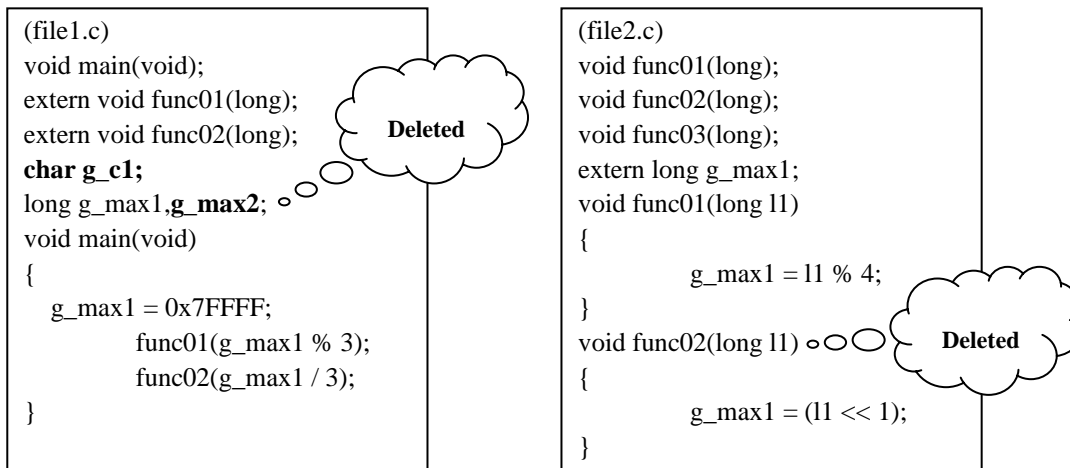 (file1.c)
void main(void);
extern void func01(long);
extern void func02(long);
char g_c1;
long g_max1,g_max2;
void main(void)
{
g_max1 = 0x7FFFF;
func01(g_max1 % 3);
func02(g_max1 / 3);
}
Deleted
(file2.c)
void func01(long);
void func02(long);
void func03(long);
extern long g_max1;
void func01(long l1)
{
g_max1 = l1 % 4;
}
void func02(long l1)
{
g_max1 = (l1 << 1);
}
Deleted